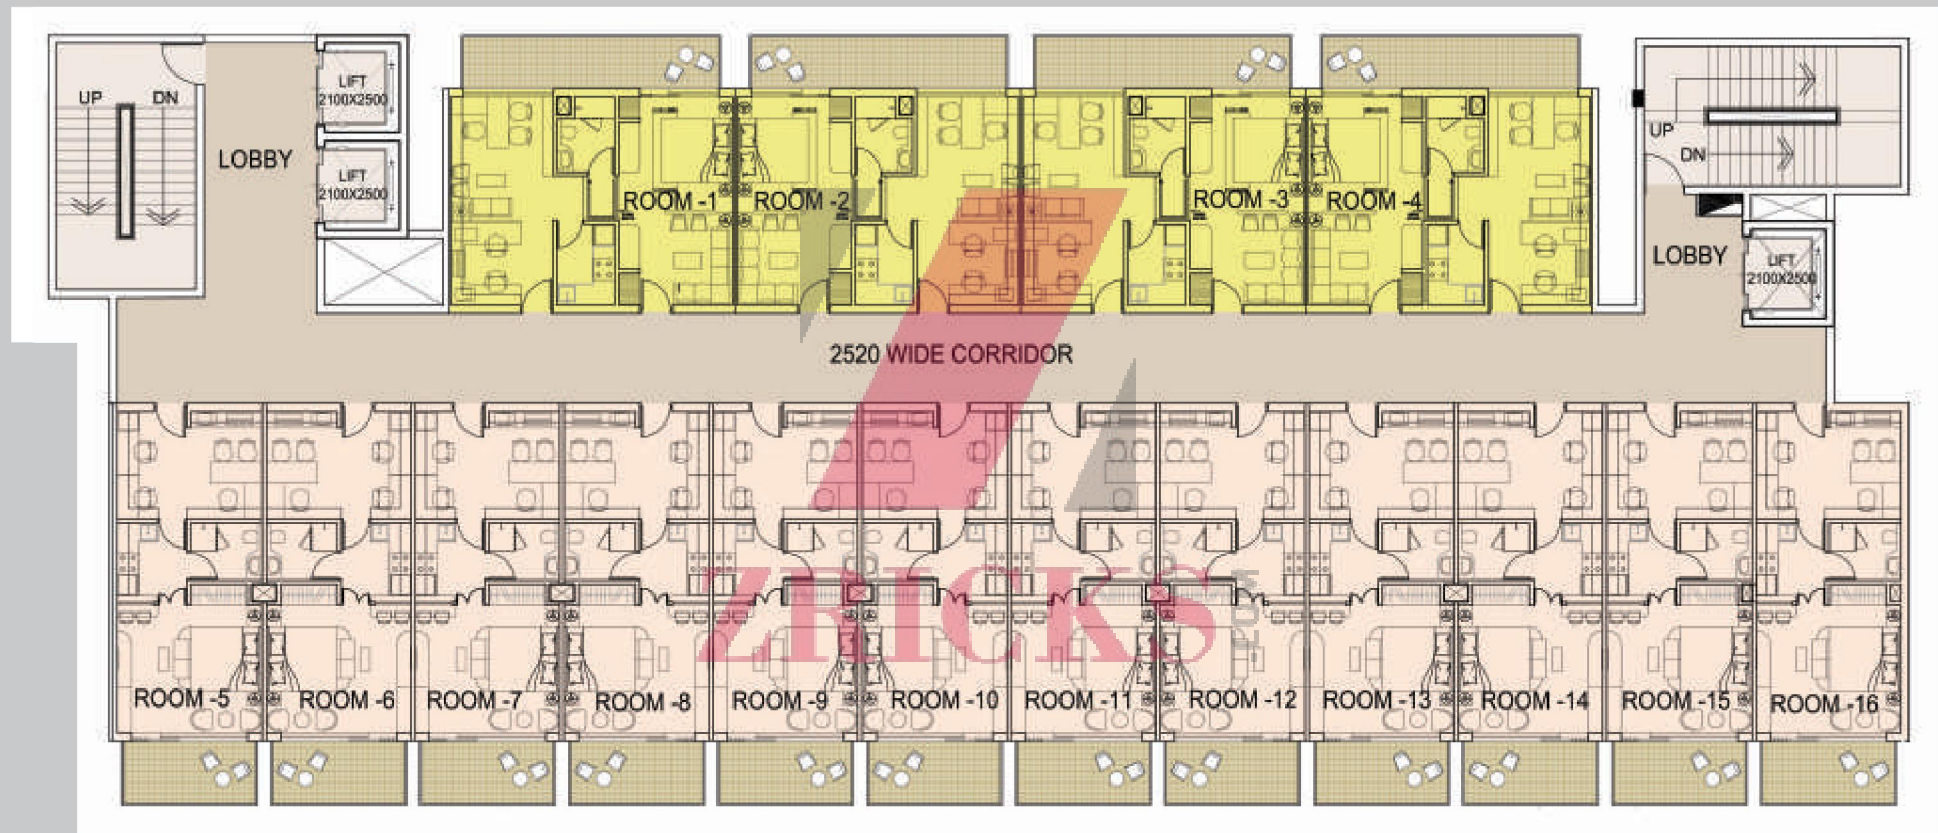 UP
DN
LOBBY
LIFT
2100X2500
LIFT
2100X2500
UP
DN
LOBBY
LIFT
2100X2500
ROOM -1
ROOM -2
ROOM -3
ROOM -4
2520 WIDE CORRIDOR
ZRICKS
.COM
ROOM -5
ROOM -6
ROOM -7
ROOM -8
ROOM -9
ROOM -10
ROOM -11
ROOM -12
ROOM -13
ROOM -14
ROOM -15
ROOM -16